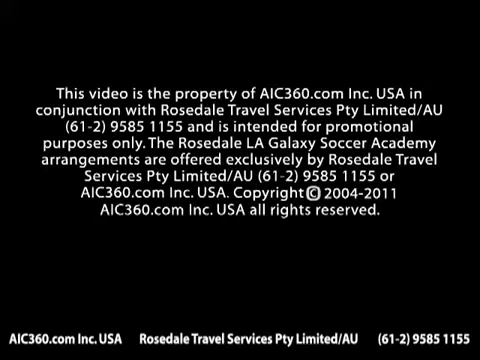 This video is the property of AIC360.com Inc. USA in
conjunction with Rosedale Travel Services Pty Limited/AU
(61-2) 9585 1155 and is intended for promotional
purposes only. The Rosedale LA Galaxy Soccer Academy
arrangements are offered exclusively by Rosedale Travel
Services Pty Limited/AU (61-2) 9585 1155 or
AIC360.com Inc. USA. Copyright © 2004-2011
AIC360.com Inc. USA all rights reserved.
AIC360.com Inc. USA Rosedale Travel Services Pty Limited/AU (61-2) 9585 1155